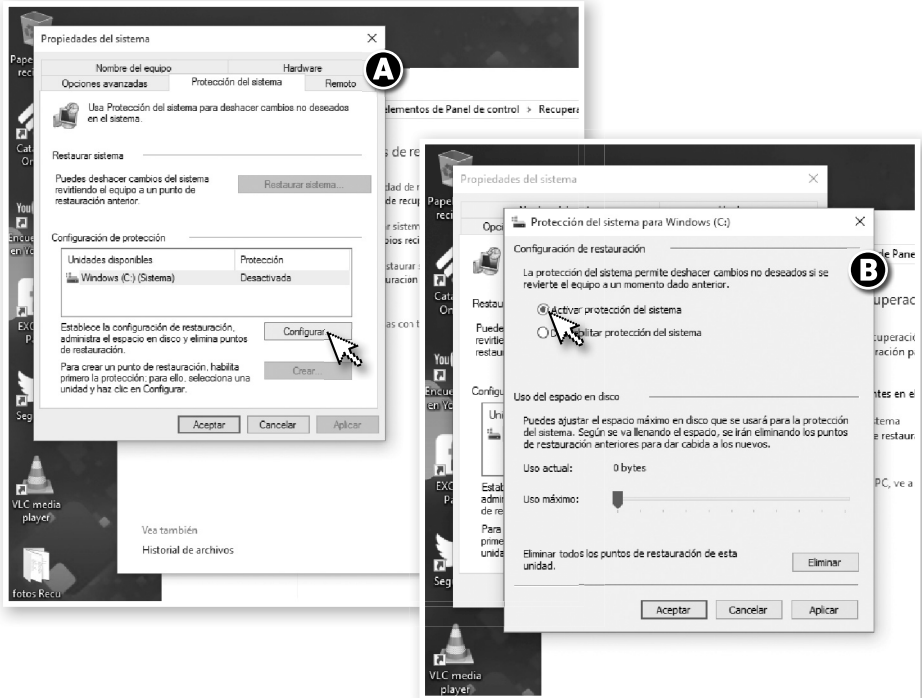 Propiedades del sistema
Nombre del equipo
Hardware
Opciones avanzadas
Protección del sistema
Remoto
A
Usa Protección del sistema para deshacer cambios no deseados
en el sistema.
Restaurar sistema
Puedes deshacer cambios del sistema
revirtiendo el equipo a un punto de
restauración anterior.
Restaurar sistema...
Configuración de protección
Unidades disponibles
Protección
Windows (C:) (Sistema)
Desactivada
Establece la configuración de restauración,
administra el espacio en disco y elimina puntos
de restauración.
Configurar
Para crear un punto de restauración, habilita
primero la protección; para ello, selecciona una
unidad y haz clic en Configurar.
Crear...
Aceptar
Cancelar
Aplicar
elementos de Panel de control > Recupera
VLC media
player
fotos Recu
Vea también
Historial de archivos
Propiedades del sistema
Protección del sistema para Windows (C:)
B
Configuración de restauración
La protección del sistema permite deshacer cambios no deseados si se
revierte el equipo a un momento dado anterior.
Activar protección del sistema
protección del sistema
Uso del espacio en disco
Puedes ajustar el espacio máximo en disco que se usará para la protección
del sistema. Según se va llenando el espacio, se irán eliminando los puntos
de restauración anteriores para dar cabida a los nuevos.
Uso actual:
0 bytes
Uso máximo:
Eliminar todos los puntos de restauración de esta
unidad.
Eliminar
Aceptar
Cancelar
Aplicar
PC, ve a
VLC media
player